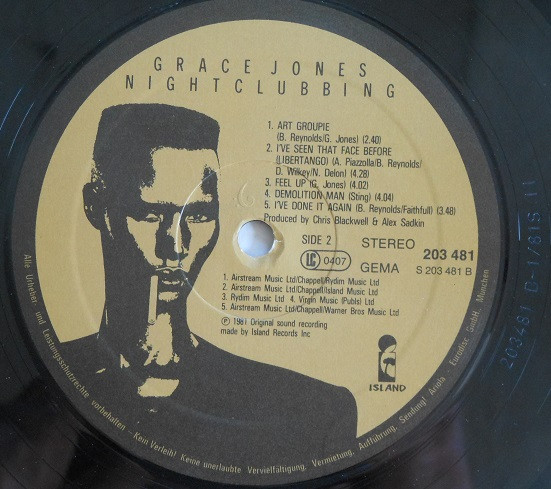 GRACE JONES
NIGHTCLUBBING
1. ART GROUPIE
(B. Reynolds/G. Jones) (2.40)
2. I'VE SEEN THAT FACE BEFORE
(LIBERTANGO) (A. Piazzolla/B. Reynolds/
D. Wilkey/N. Delon) (4.28)
3. FEEL UP (G. Jones) (4.02)
4. DEMOLITION MAN (Sting) (4.04)
5. I'VE DONE IT AGAIN (B. Reynolds/Faithfull) (3.48)
Produced by Chris Blackwell & Alex Sadkin
SIDE 2 STEREO 203 481
LC 0407 GEMA S 203 481 B
1. Airstream Music Ltd/Chappel/Rydim Music Ltd
2. Airstream Music Ltd/Chappel/Island Music Ltd
3. Rydim Music Ltd 4. Virgin Music (Publs) Ltd
5. Airstream Music Ltd/Chappell/Warner Bros Music Ltd
℗ 1981 Original sound recording
made by Island Records Inc
ISLAND
Alle Urheber- und Leistungsschutzrechte vorbehalten - Kein Verleih! Keine unerlaubte Vervielfältigung, Vermietung, Aufführung, Sendung! Ariola - Eurodisc GmbH, München